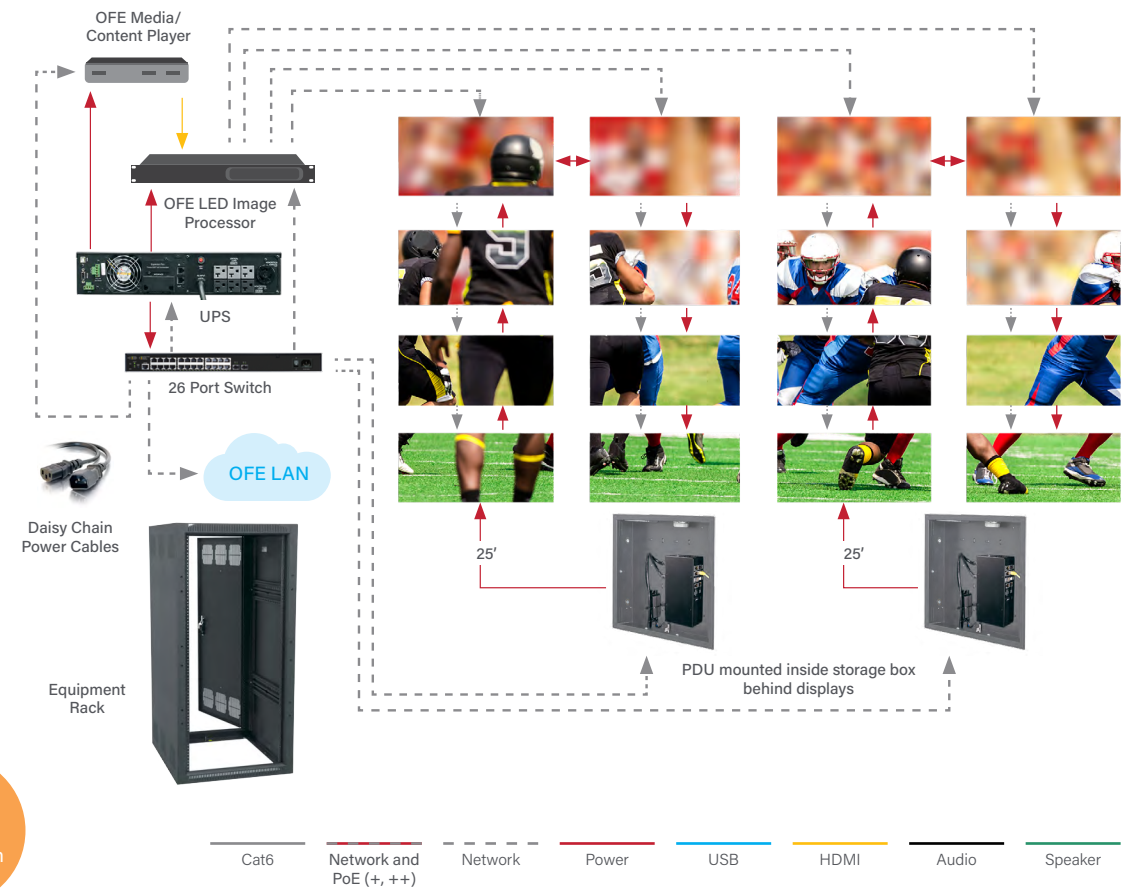 OFE Media/
Content Player
OFE LED Image
Processor
UPS
26 Port Switch
OFE LAN
Daisy Chain
Power Cables
Equipment
Rack
25'
25'
PDU mounted inside storage box
behind displays
Cat6
Network and
PoE (+, ++)
Network
Power
USB
HDMI
Audio
Speaker